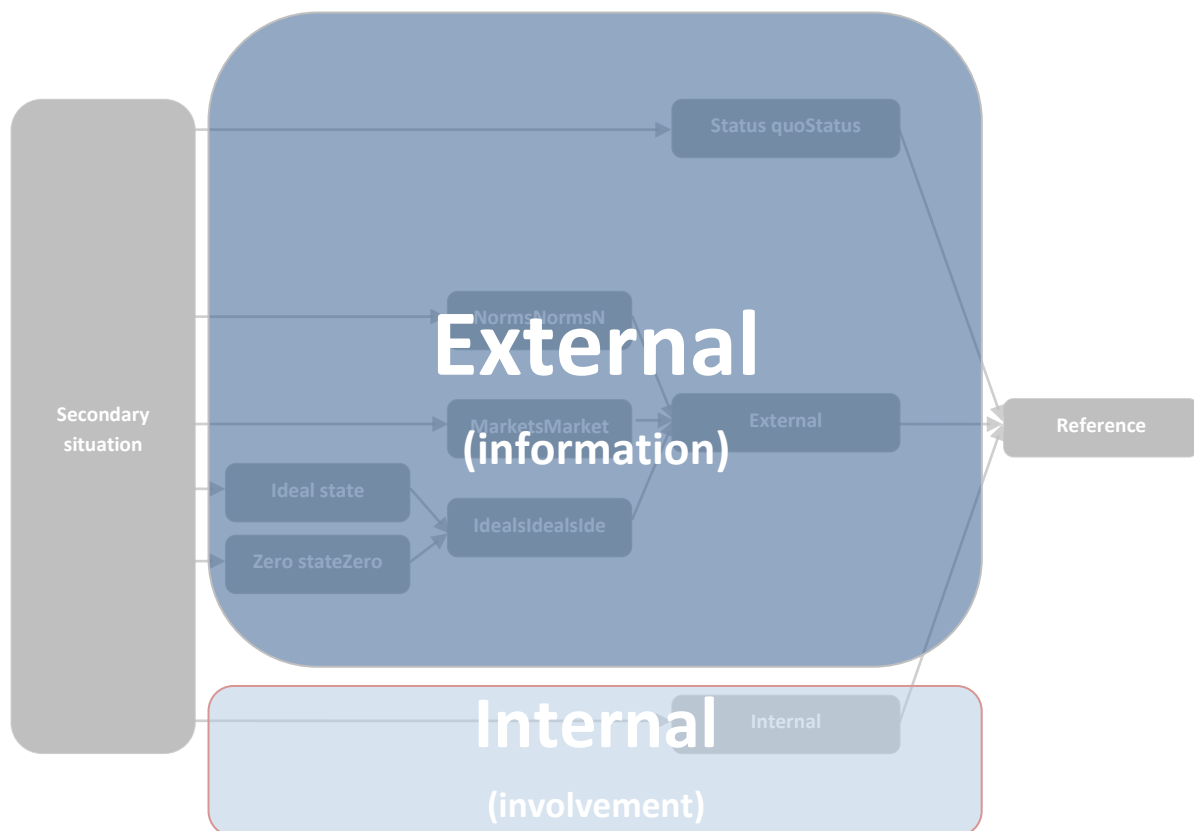 Status quoStatus
NormsNormsN
External
Secondary
situation
MarketsMarket
External
Reference
(information)
Ideal state
IdealsIdealsIde
Zero stateZero
Internal
Internal
(involvement)